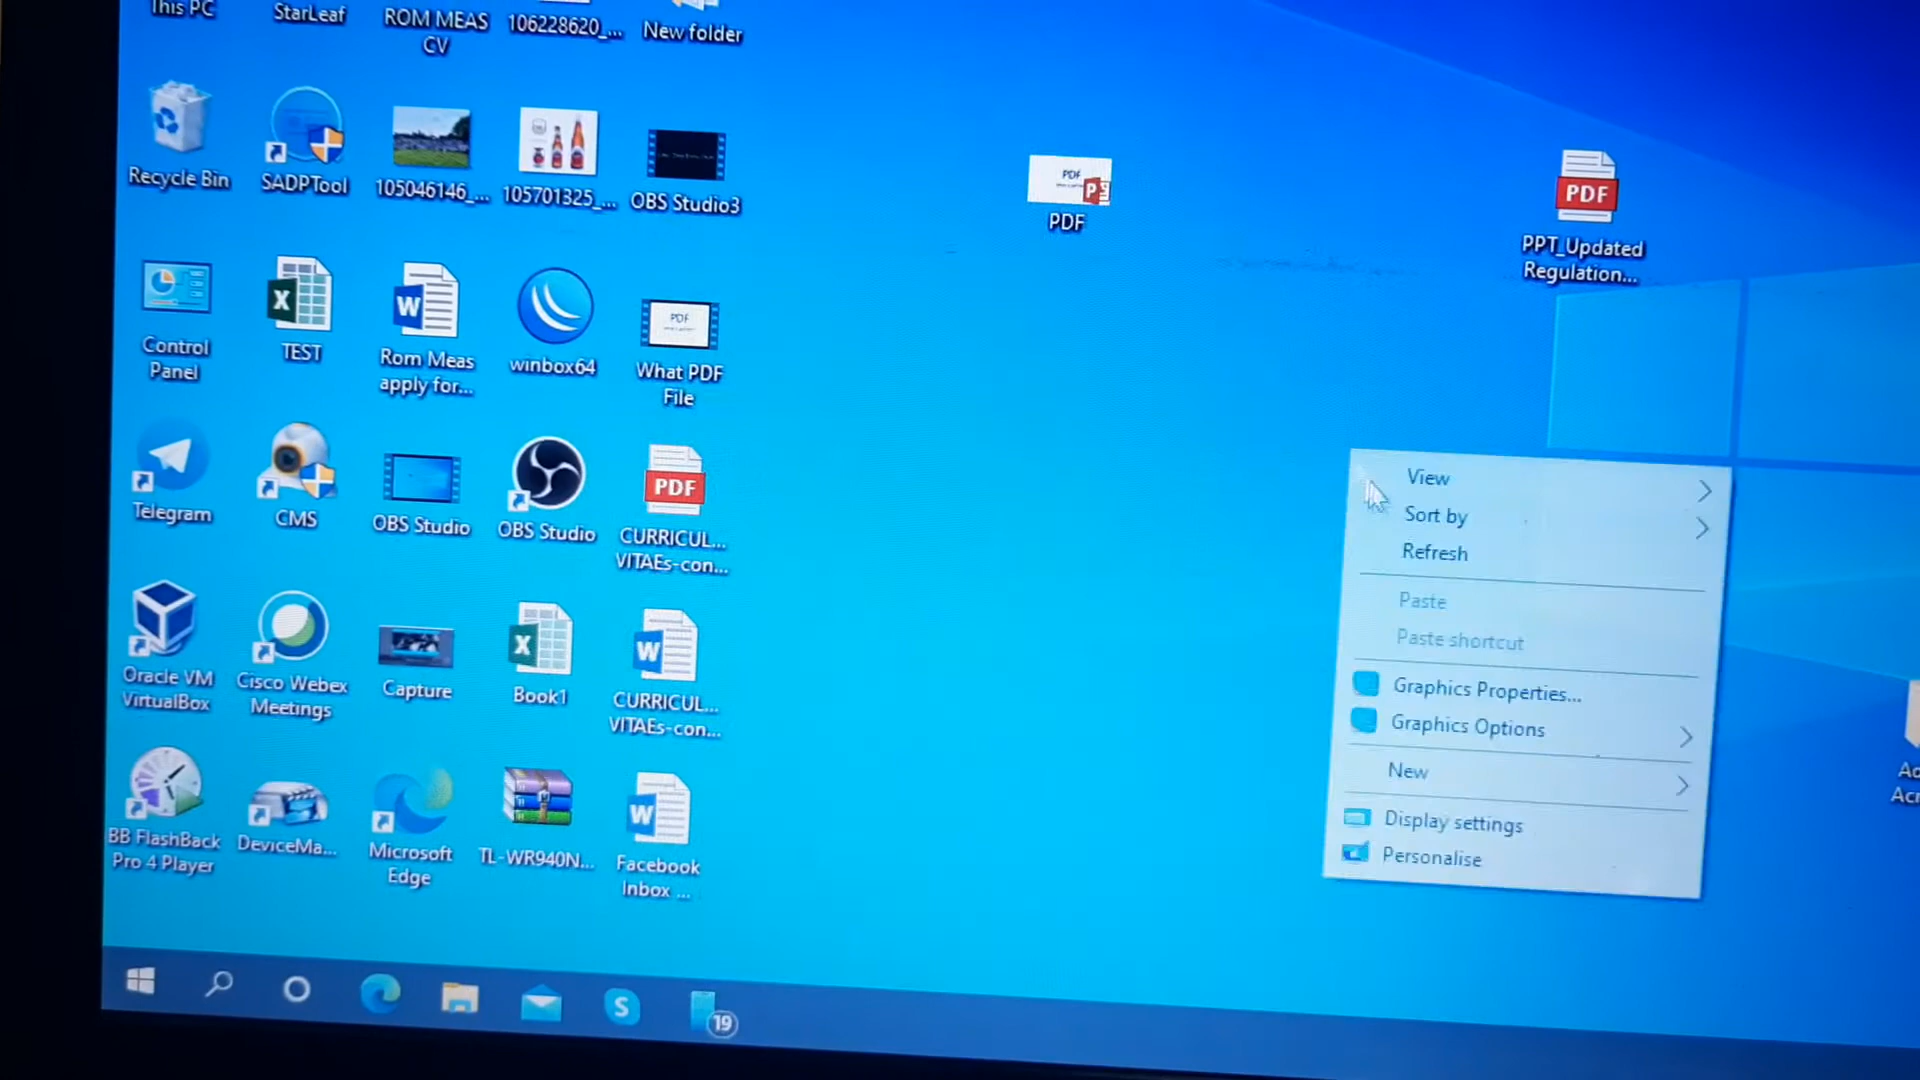 This PC
StarLeaf
ROM MEAS
CV
106228620_...
New folder
Recycle Bin
SADPTool
105046146_...
105701325_...
OBS Studio3
PDF
PDF
PDF
PPT_Updated
Regulation...
Control
Panel
TEST
Rom Meas
apply for...
winbox64
PDF
What PDF
File
Telegram
CMS
OBS Studio
OBS Studio
PDF
CURRICUL...
VITAEs-con...
Oracle VM
VirtualBox
Cisco Webex
Meetings
Capture
Book1
CURRICUL...
VITAEs-con...
BB FlashBack
Pro 4 Player
DeviceMa...
Microsoft
Edge
TL-WR940N...
Facebook
Inbox ...
View
Sort by
Refresh
Paste
Paste shortcut
Graphics Properties...
Graphics Options
New
Display settings
Personalise
19